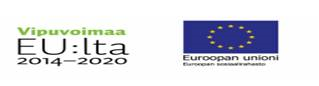 Vipuvoimaa
EU:lta
2014–2020
Euroopan unioni
Euroopan sosiaalirahasto